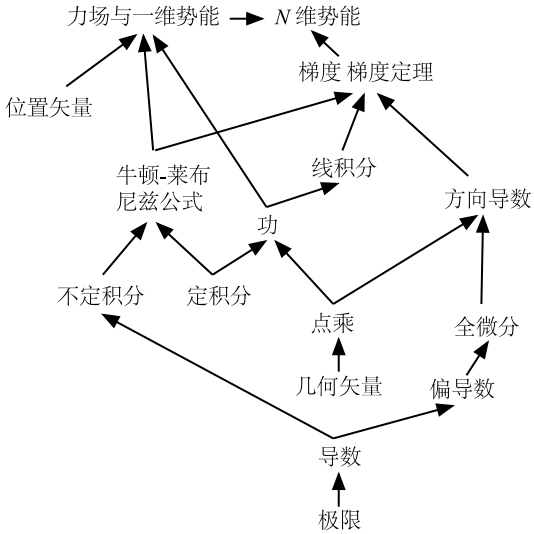 力场与一维势能
N 维势能
梯度 梯度定理
位置矢量
牛顿-莱布
尼兹公式
线积分
方向导数
功
不定积分
定积分
点乘
全微分
几何矢量
偏导数
导数
极限